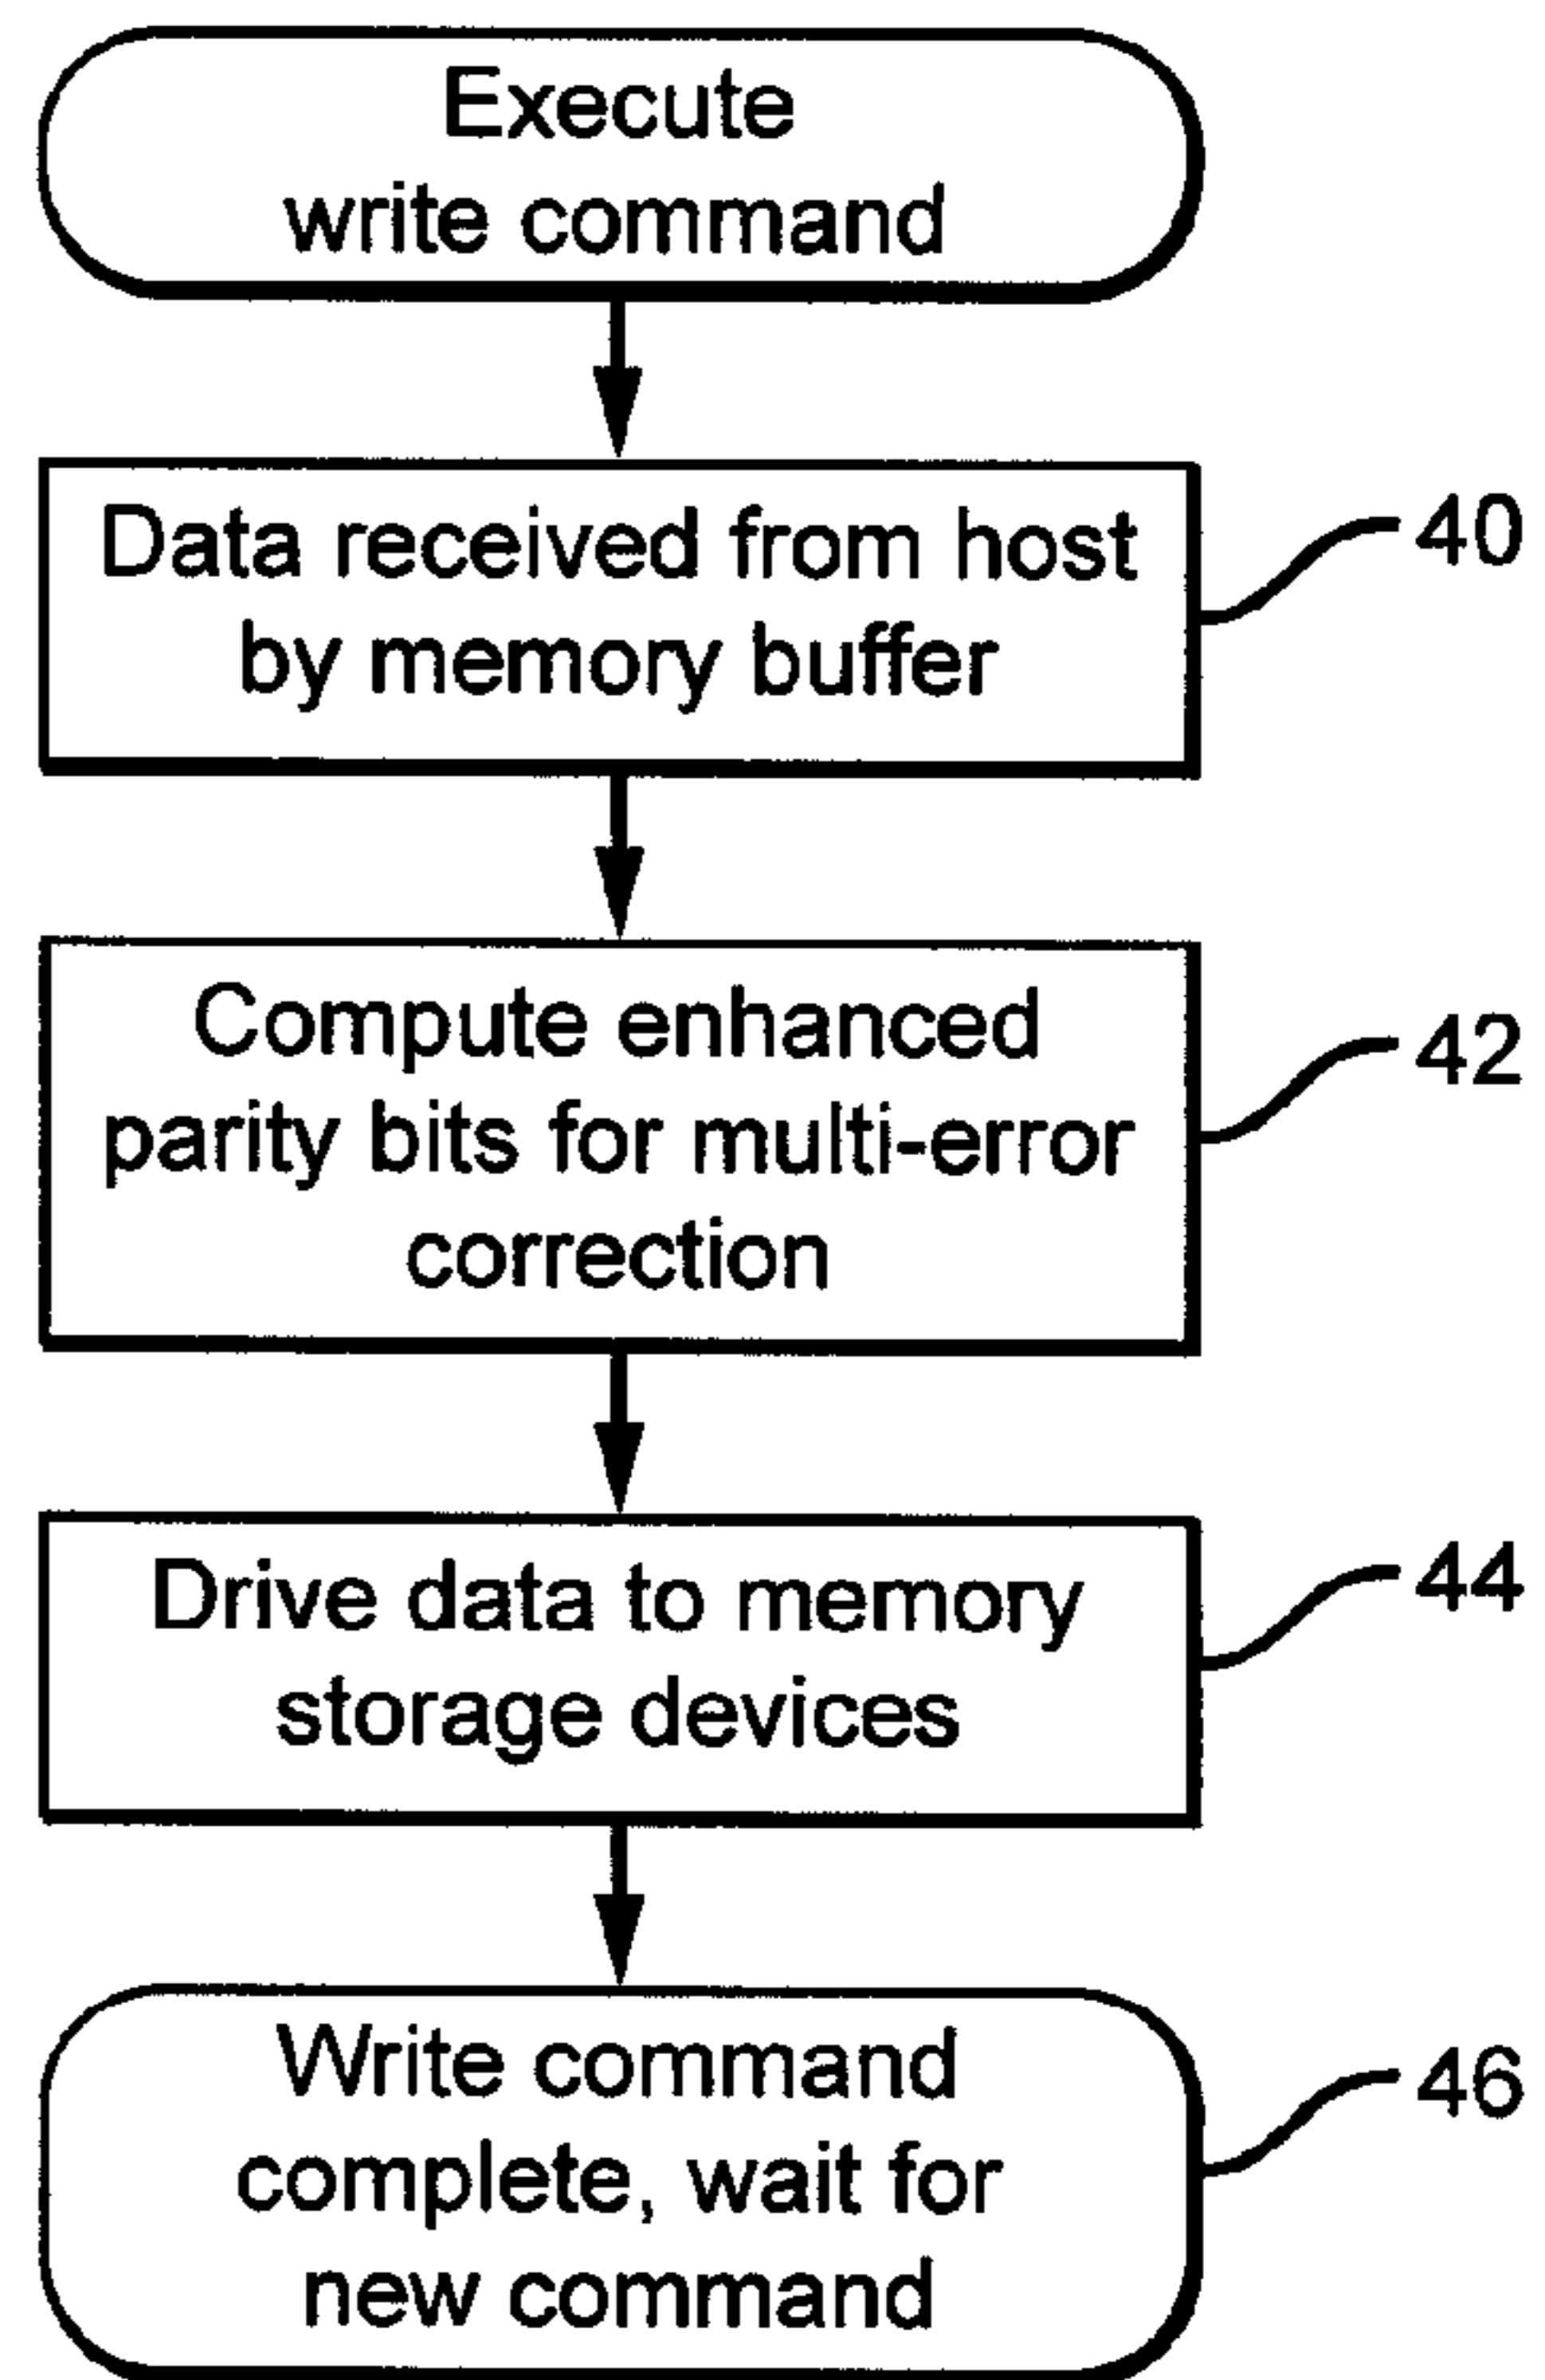 Execute
write command
Data received from host
by memory buffer
40
Compute enhanced
parity bits for multi-error
correction
42
Drive data to memory
storage devices
44
Write command
complete, wait for
new command
46